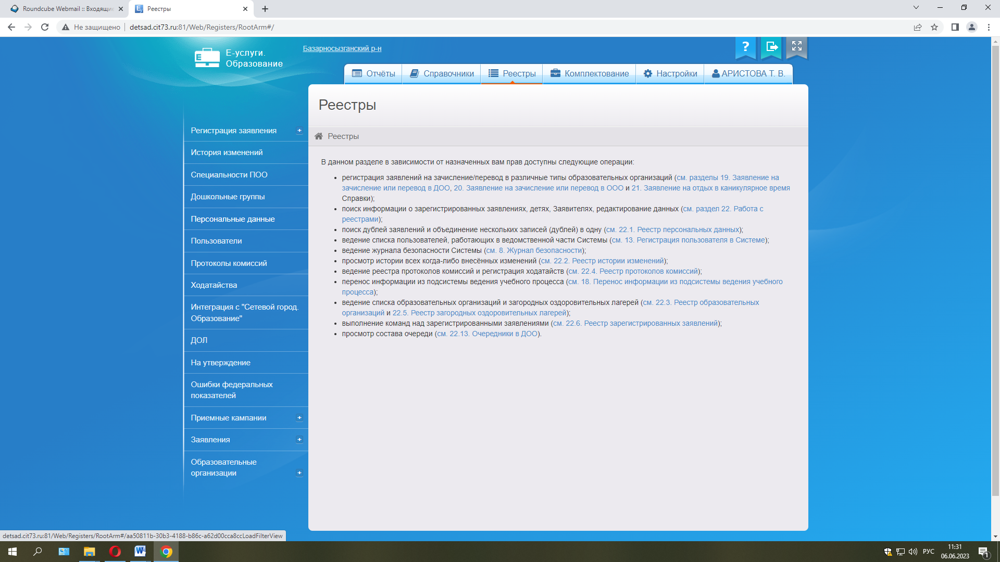 Roundcube Webmail :: Входящие
Реестры
Не защищено
detsad.cit73.ru:81/Web/Registers/RootArm#/
Е-услуги.
Образование
Базарносызганский р-н
?
Отчёты
Справочники
Реестры
Комплектование
Настройки
АРИСТОВА Т. В.
Реестры
Реестры
Регистрация заявления
История изменений
Специальности ПОО
Дошкольные группы
Персональные данные
Пользователи
Протоколы комиссий
Ходатайства
Интеграция с "Сетевой город.
Образование"
ДОЛ
На утверждение
Ошибки федеральных
показателей
Приемные кампании
Заявления
Образовательные
организации
В данном разделе в зависимости от назначенных вам прав доступны следующие операции:
• регистрация заявлений на зачисление/перевод в различные типы образовательных организаций (см. разделы 19. Заявление на
зачисление или перевод в ДОО, 20. Заявление на зачисление или перевод в ООО и 21. Заявление на отдых в каникулярное время
Справки);
• поиск информации о зарегистрированных заявлениях, детях, Заявителях, редактирование данных (см. раздел 22. Работа с
реестрами);
• поиск дублей заявлений и объединение нескольких записей (дублей) в одну (см. 22.1. Реестр персональных данных);
• ведение списка пользователей, работающих в ведомственной части Системы (см. 13. Регистрация пользователя в Системе);
• ведение журнала безопасности Системы (см. 8. Журнал безопасности);
• просмотр истории всех когда-либо внесённых изменений (см. 22.2. Реестр истории изменений);
• ведение реестра протоколов комиссий и регистрация ходатайств (см. 22.4. Реестр протоколов комиссий);
• перенос информации из подсистемы ведения учебного процесса (см. 18. Перенос информации из подсистемы ведения учебного
процесса);
• ведение списка образовательных организаций и загородных оздоровительных лагерей (см. 22.3. Реестр образовательных
организаций и 22.5. Реестр загородных оздоровительных лагерей);
• выполнение команд над зарегистрированными заявлениями (см. 22.6. Реестр зарегистрированных заявлений);
• просмотр состава очереди (см. 22.13. Очередники в ДОО).
detsad.cit73.ru:81/Web/Registers/RootArm#/aa50811b-30b3-4188-b86c-a62d00cca8ccLoadFilterView
РУС
11:31
06.06.2023
1